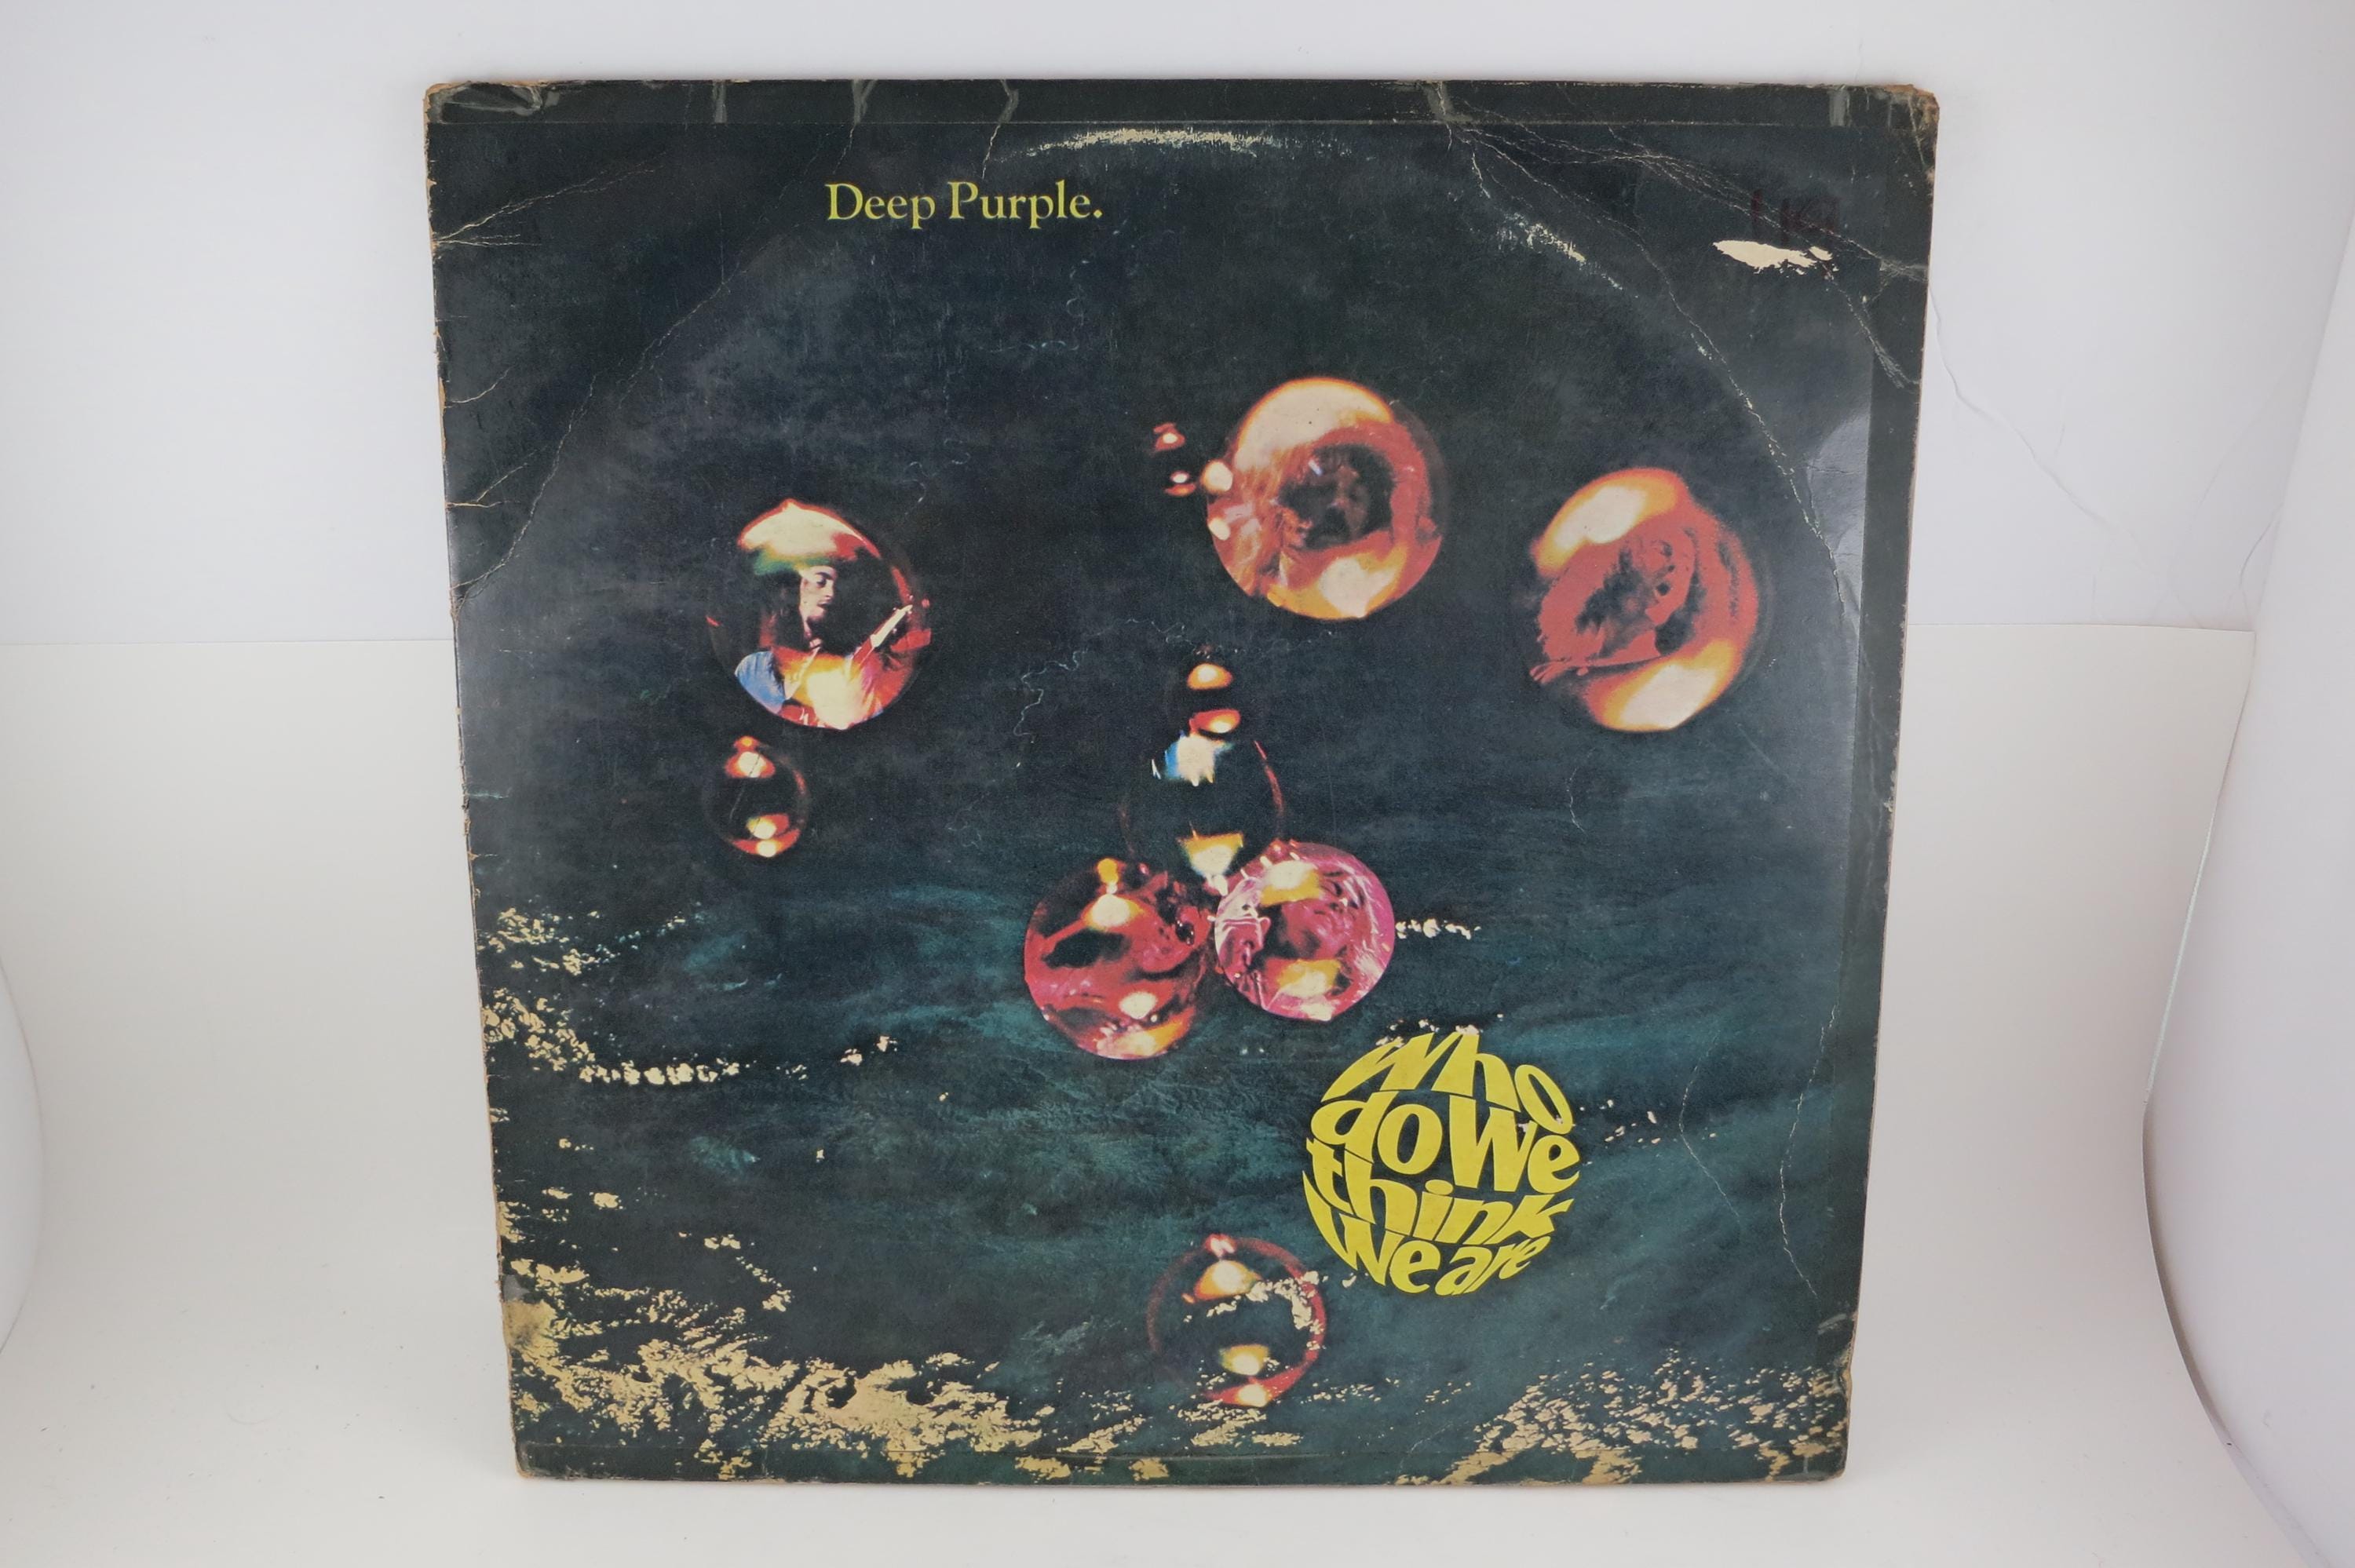 Deep Purple.
Who
do We
think
We are